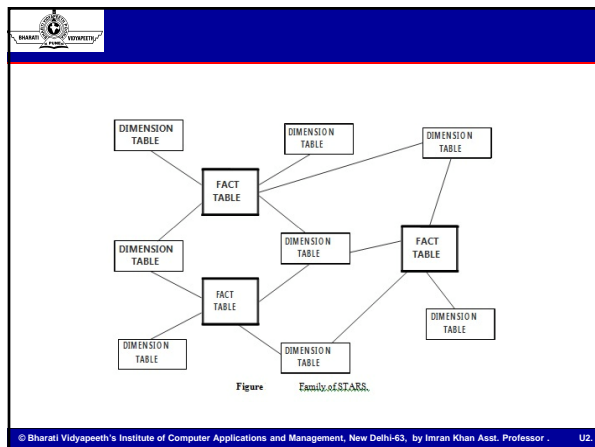 BHARATI
VIDYAPEETH
PUNE
DIMENSION
TABLE
DIMENSION
TABLE
DIMENSION
TABLE
FACT
TABLE
DIMENSION
TABLE
DIMENSION
TABLE
FACT
TABLE
FACT
TABLE
DIMENSION
TABLE
DIMENSION
TABLE
DIMENSION
TABLE
Figure Family of STARS.
© Bharati Vidyapeeth's Institute of Computer Applications and Management, New Delhi-63, by Imran Khan Asst. Professor . U2.